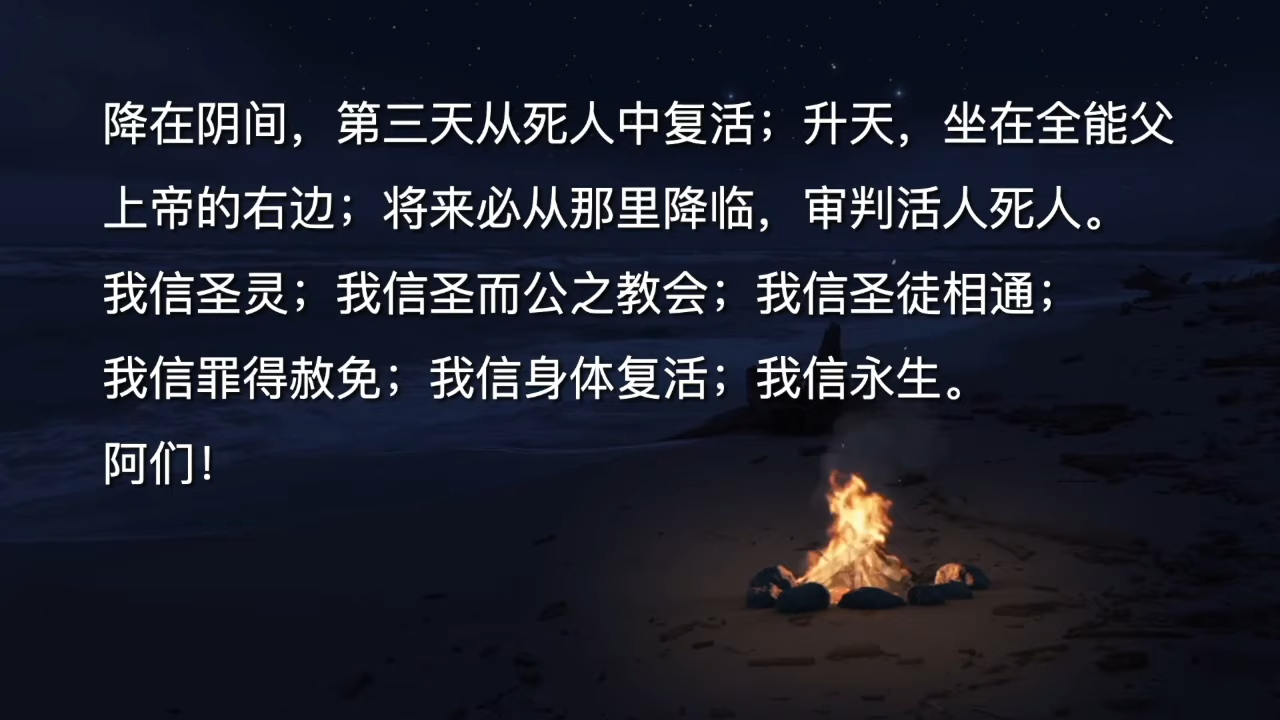 降在阴间，第三天从死人中复活；升天，坐在全能父
上帝的右边；将来必从那里降临，审判活人死人。
我信圣灵；我信圣而公之教会；我信圣徒相通；
我信罪得赦免；我信身体复活；我信永生。
阿们！